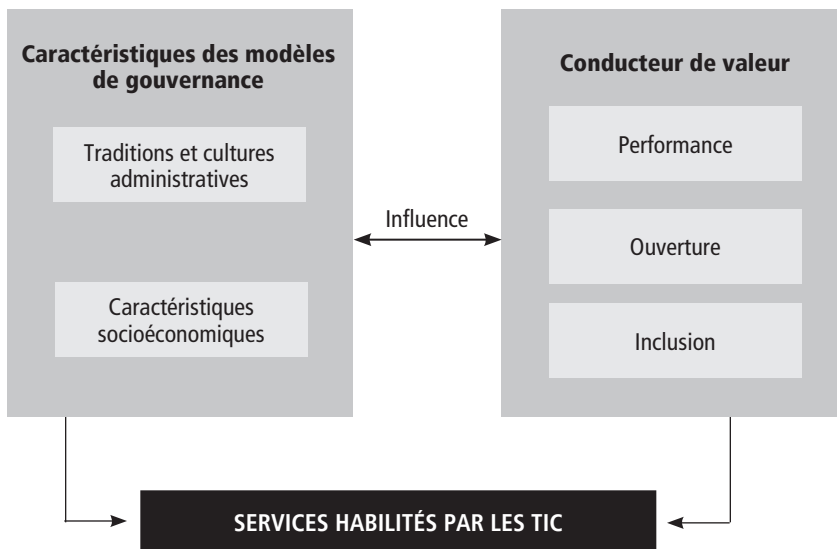 Caractéristiques des modèles
de gouvernance
Traditions et cultures
administratives
Caractéristiques
socioéconomiques
Influence
Conducteur de valeur
Performance
Ouverture
Inclusion
SERVICES HABILITÉS PAR LES TIC